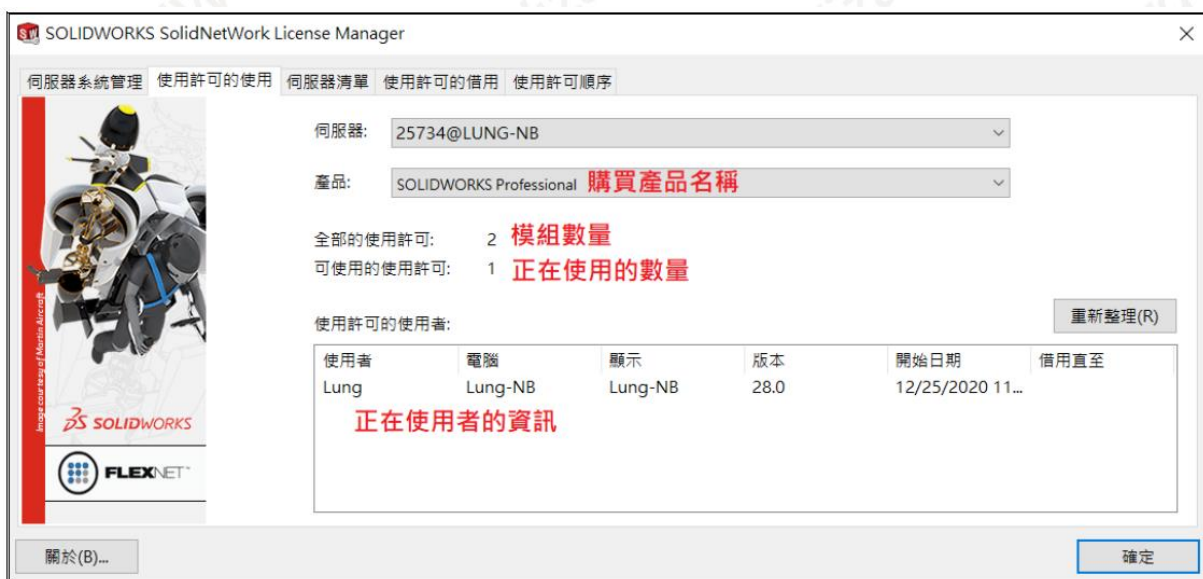 SOLIDWORKS SolidNetWork License Manager
伺服器系統管理 使用許可的使用 伺服器清單 使用許可的借用 使用許可順序
伺服器: 25734@LUNG-NB
產品: SOLIDWORKS Professional 購買產品名稱
全部的使用許可: 2 模組數量
可使用的使用許可: 1 正在使用的數量
使用許可的使用者: 重新整理(R)
使用者 電腦 顯示 版本 開始日期 借用直至
Lung Lung-NB Lung-NB 28.0 12/25/2020 11...
正在使用者的資訊
Image courtesy of Martin Aircraft
SOLIDWORKS
FLEXNET
關於(B)... 確定